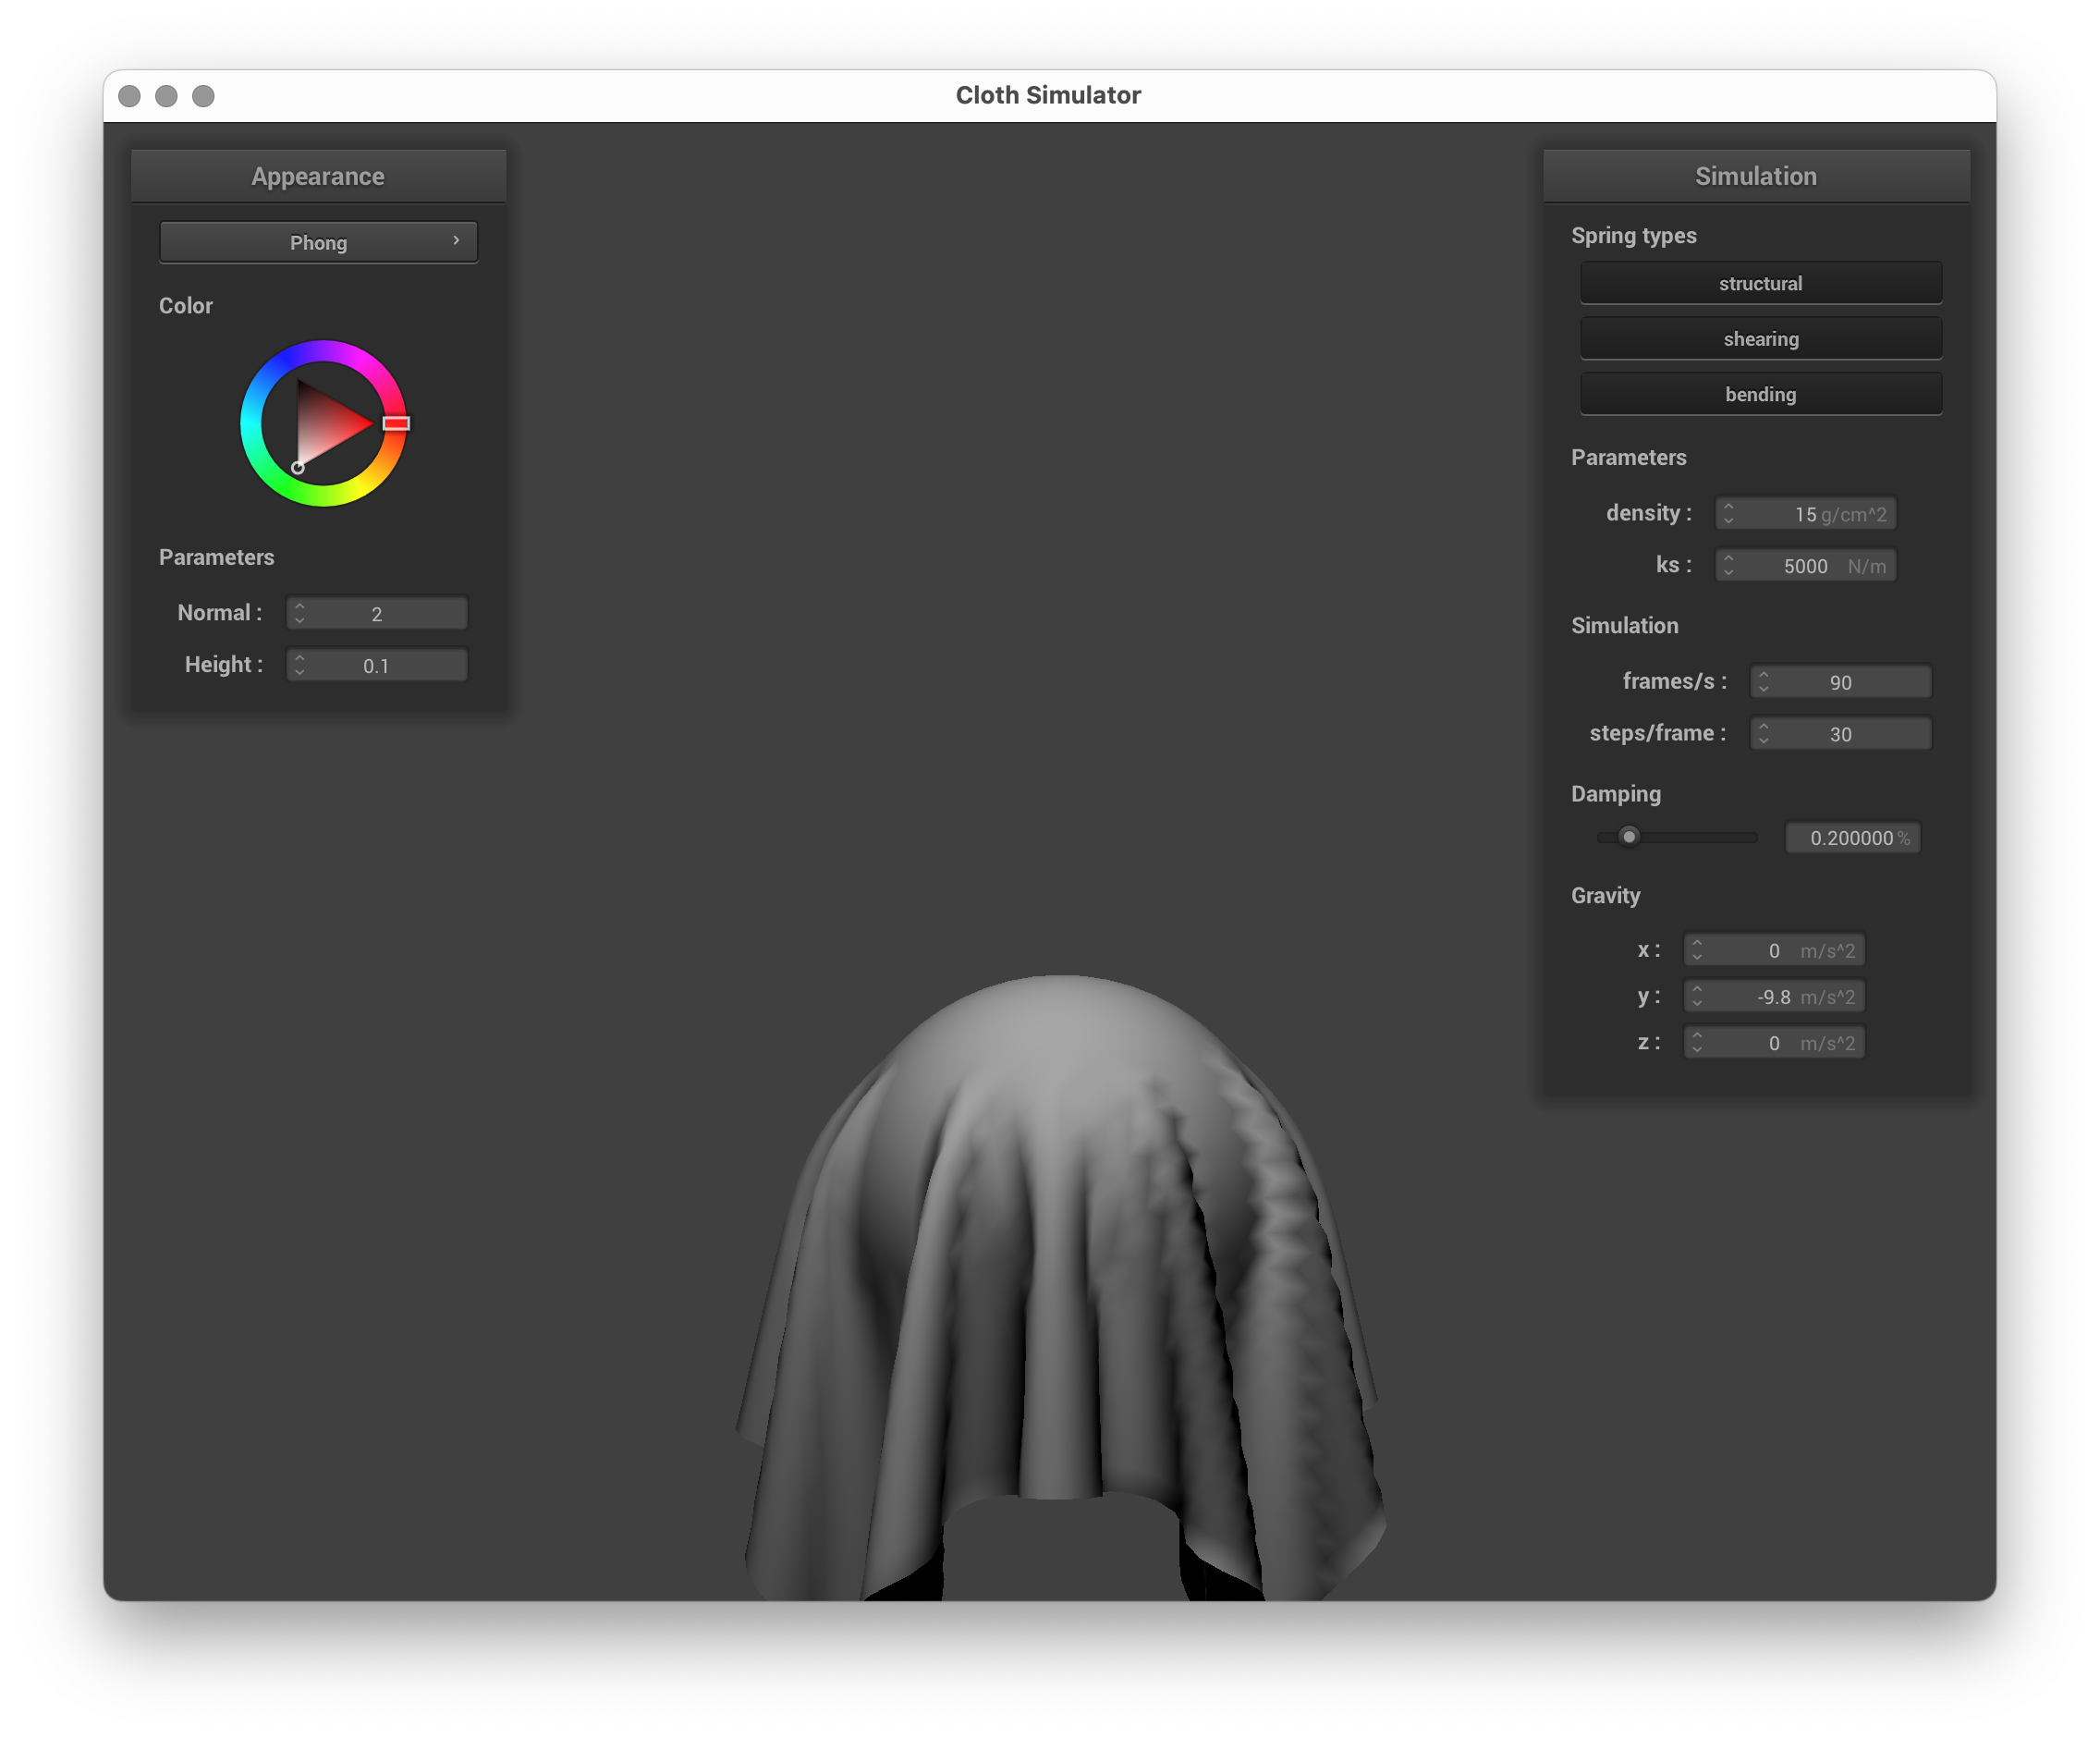 Cloth Simulator
Appearance
Phong
Color
Parameters
Normal : 2
Height : 0.1
Simulation
Spring types
structural
shearing
bending
Parameters
density : 15 g/cm^2
ks : 5000 N/m
Simulation
frames/s : 90
steps/frame : 30
Damping
0.200000 %
Gravity
x : 0 m/s^2
y : -9.8 m/s^2
z : 0 m/s^2